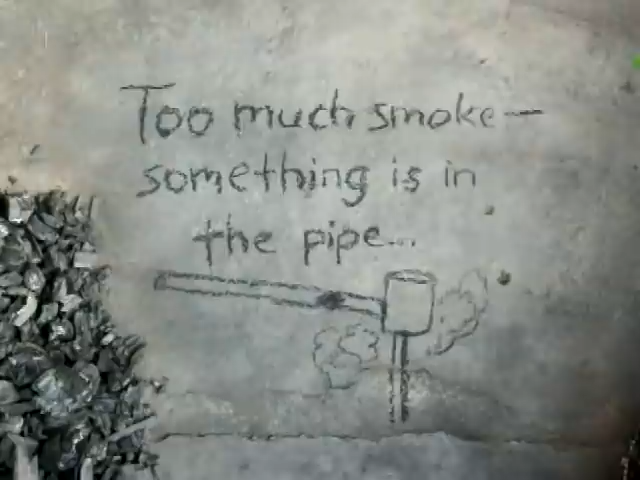 Too much smoke—
something is in
the pipe...